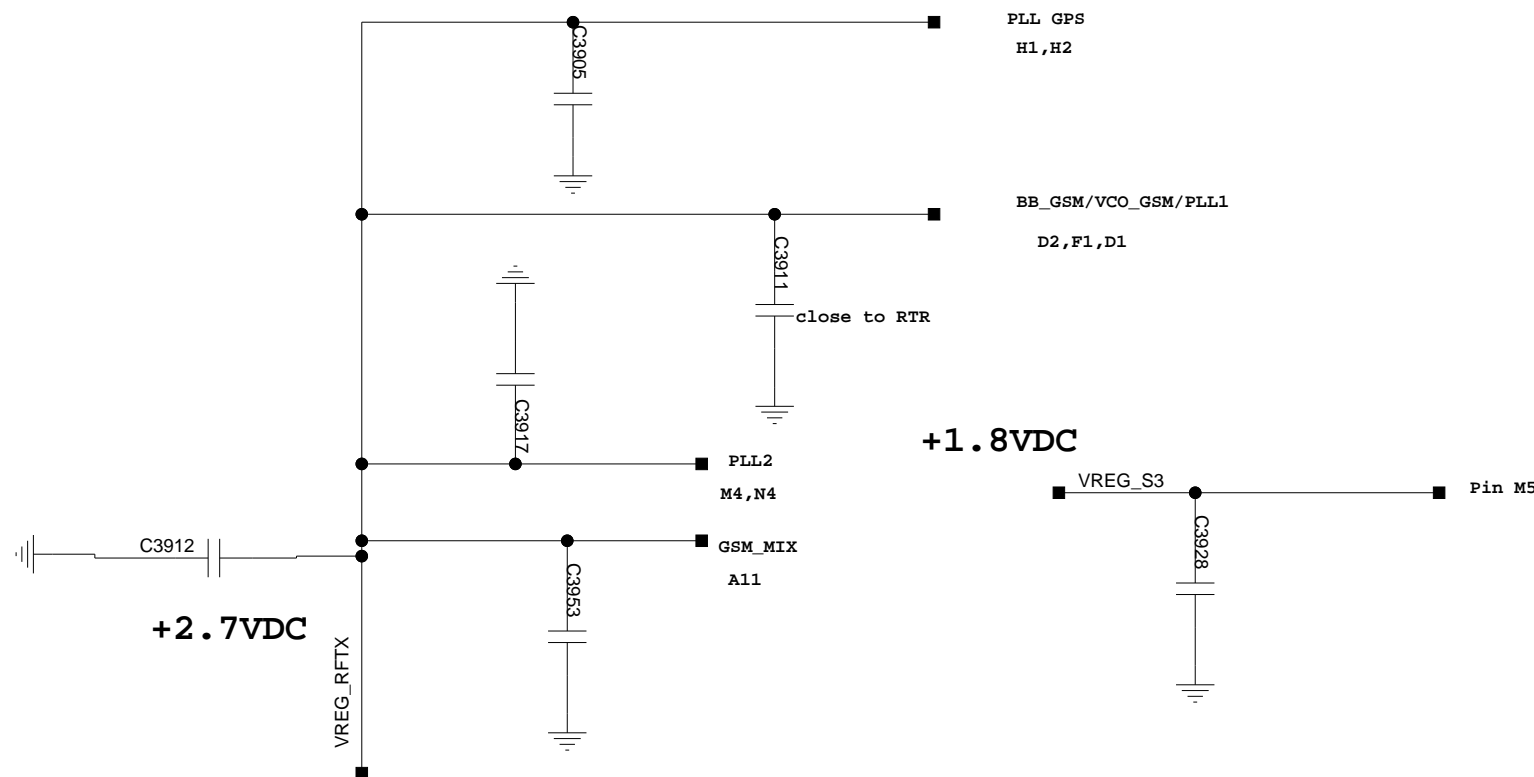 PLL GPS
H1,H2
C3905
BB_GSM/VCO_GSM/PLL1
D2,F1,D1
C3911
close to RTR
C3917
+1.8VDC
PLL2
M4,N4
VREG_S3
Pin M5
C3912
GSM_MIX
A11
C3928
C3953
+2.7VDC
VREG_RFTX